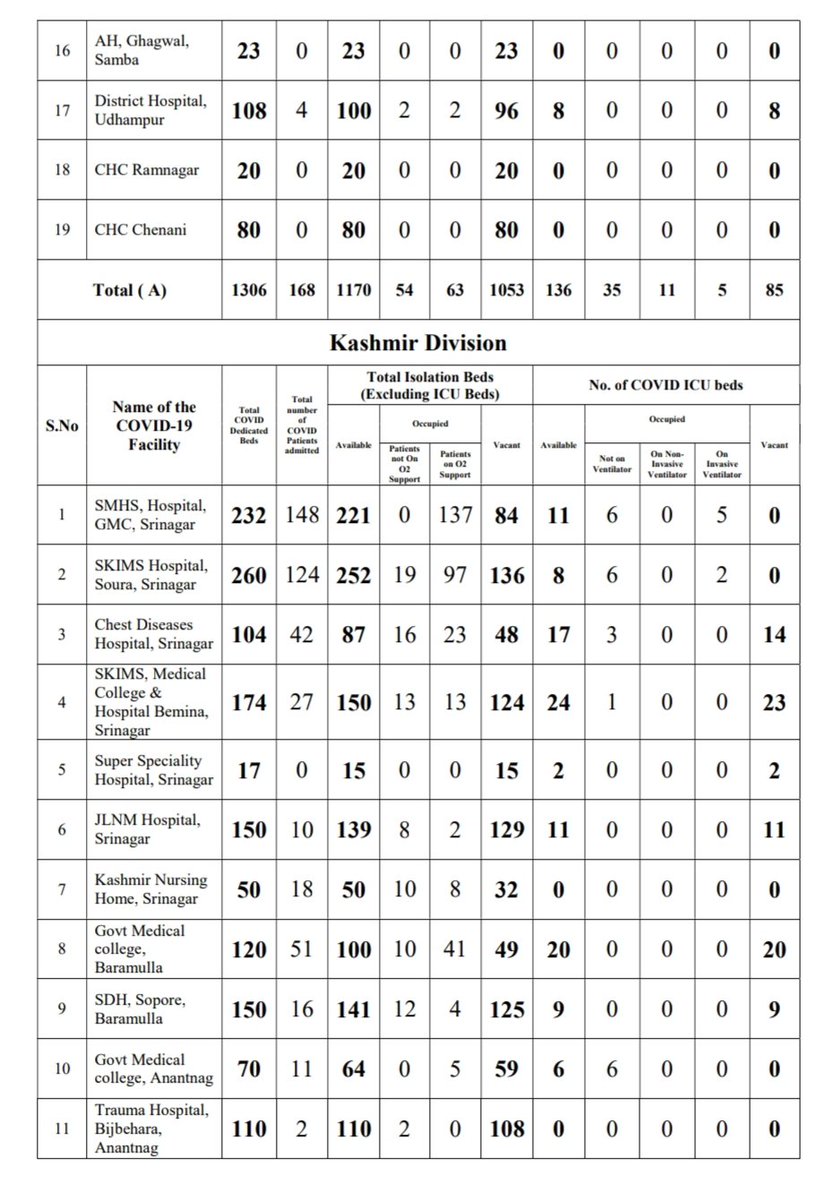 16 AH, Ghagwal, Samba 23 0 23 0 0 23 0 0 0 0 0
17 District Hospital, Udhampur 108 4 100 2 2 96 8 0 0 0 8
18 CHC Ramnagar 20 0 20 0 0 20 0 0 0 0 0
19 CHC Chenani 80 0 80 0 0 80 0 0 0 0 0
Total ( A) 1306 168 1170 54 63 1053 136 35 11 5 85
Kashmir Division
S.No
Name of the COVID-19 Facility
Total COVID Dedicated Beds
Total number of COVID Patients admitted
Total Isolation Beds (Excluding ICU Beds)
No. of COVID ICU beds
Available
Occupied
Patients not On O2 Support
Patients on O2 Support
Vacant
Available
Occupied
Not on Ventilator
On Non-Invasive Ventilator
On Invasive Ventilator
Vacant
1 SMHS, Hospital, GMC, Srinagar 232 148 221 0 137 84 11 6 0 5 0
2 SKIMS Hospital, Soura, Srinagar 260 124 252 19 97 136 8 6 0 2 0
3 Chest Diseases Hospital, Srinagar 104 42 87 16 23 48 17 3 0 0 14
4 SKIMS, Medical College & Hospital Bemina, Srinagar 174 27 150 13 13 124 24 1 0 0 23
5 Super Speciality Hospital, Srinagar 17 0 15 0 0 15 2 0 0 0 2
6 JLNM Hospital, Srinagar 150 10 139 8 2 129 11 0 0 0 11
7 Kashmir Nursing Home, Srinagar 50 18 50 10 8 32 0 0 0 0 0
8 Govt Medical college, Baramulla 120 51 100 10 41 49 20 0 0 0 20
9 SDH, Sopore, Baramulla 150 16 141 12 4 125 9 0 0 0 9
10 Govt Medical college, Anantnag 70 11 64 0 5 59 6 6 0 0 0
11 Trauma Hospital, Bijbehara, Anantnag 110 2 110 2 0 108 0 0 0 0 0